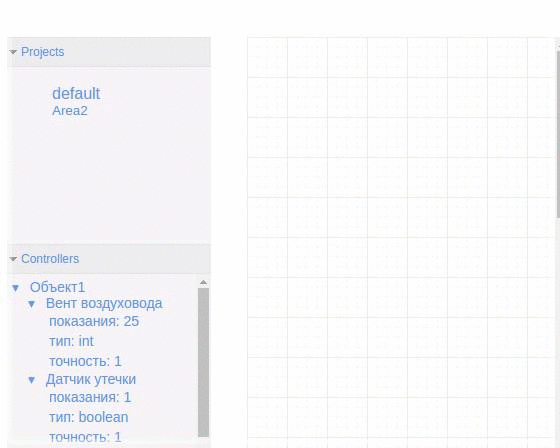 Projects
default
Area2
Controllers
Объект1
Вент воздуховода
показания: 25
тип: int
точность: 1
Датчик утечки
показания: 1
тип: boolean
точность: 1